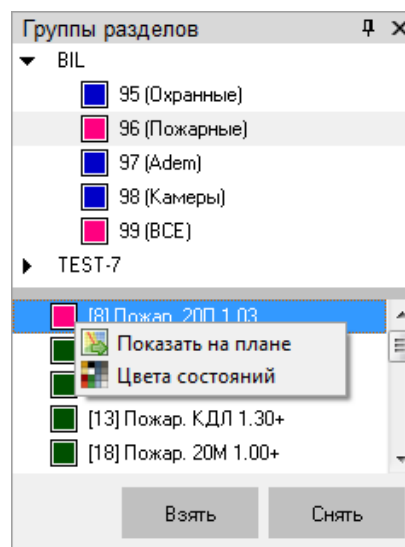 Группы разделов
BIL
95 (Охранные)
96 (Пожарные)
97 (Adem)
98 (Камеры)
99 (ВСЕ)
TEST-7
[8] Пожар. 20П 1.03
Показать на плане
Цвета состояний
[13] Пожар. КДЛ 1.30+
[18] Пожар. 20М 1.00+
Взять
Снять